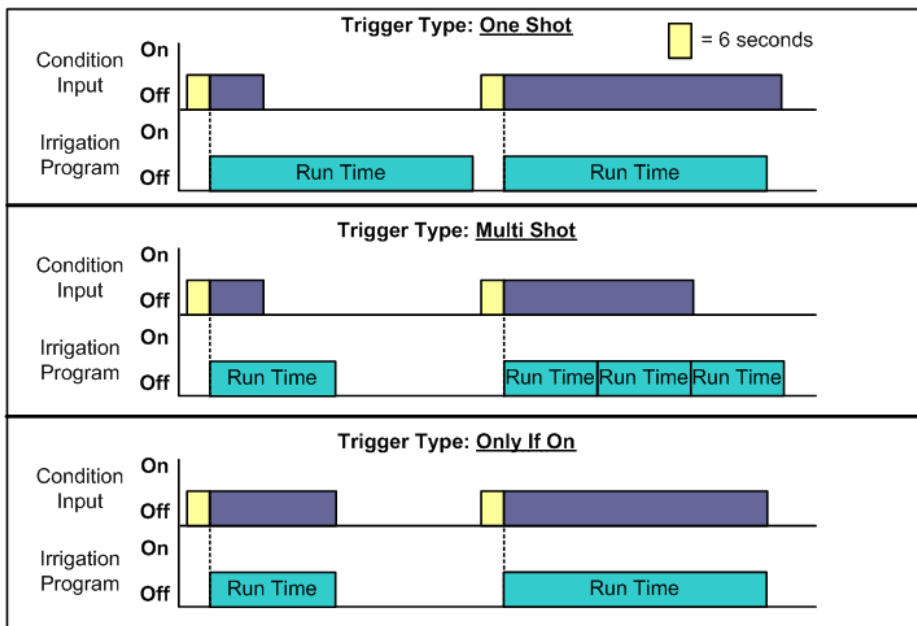 Trigger Type: One Shot
= 6 seconds
On
Condition
Input
Off
On
Irrigation
Program
Off
Run Time
Run Time
Trigger Type: Multi Shot
On
Condition
Input
Off
On
Irrigation
Program
Off
Run Time
Run Time
Run Time
Run Time
Trigger Type: Only If On
On
Condition
Input
Off
On
Irrigation
Program
Off
Run Time
Run Time